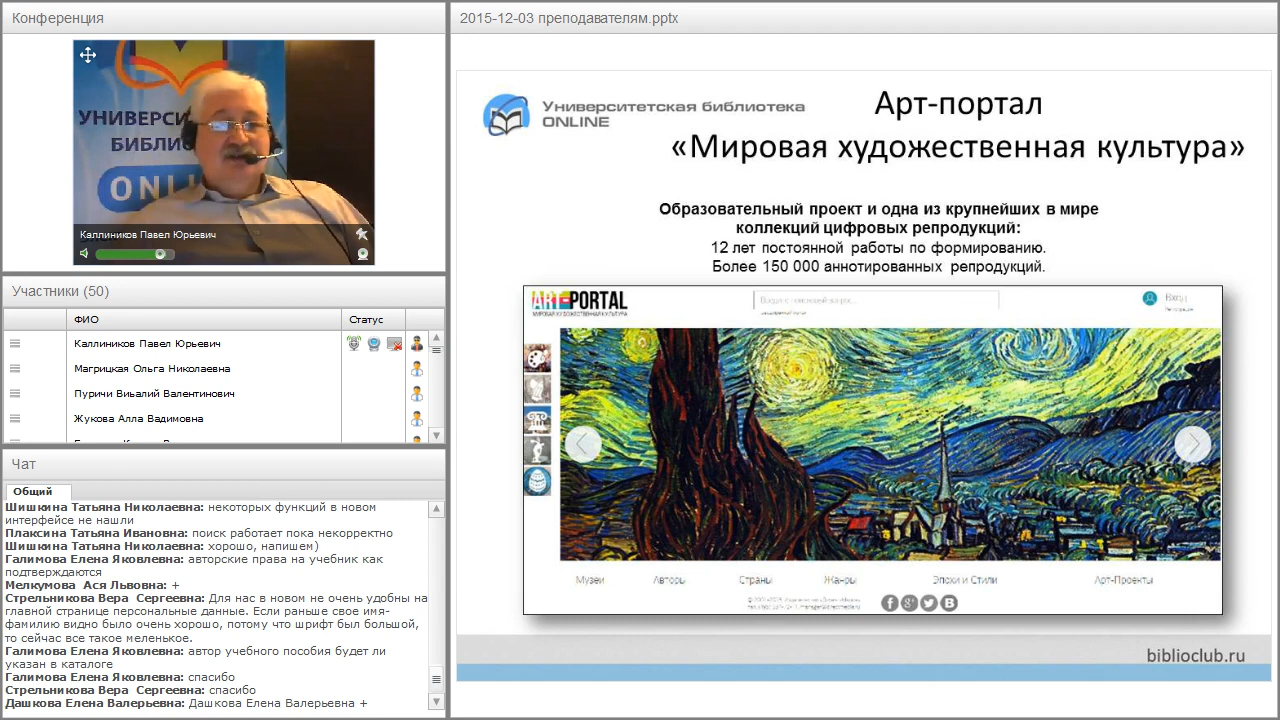 Конференция
УНИВЕРСИ
БИБЛИО
ONLI
Каллиников Павел Юрьевич
Участники (50)
ФИО
Статус
Каллиников Павел Юрьевич
Магрицкая Ольга Николаевна
Пуричи Виьалий Валентинович
Жукова Алла Вадимовна
Чат
Общий
Шишкина Татьяна Николаевна: некоторых функций в новом
интерфейсе не нашли
Плаксина Татьяна Ивановна: поиск работает пока некорректно
Шишкина Татьяна Николаевна: хорошо, напишем)
Галимова Елена Яковлевна: авторские права на учебник как
подтверждаются
Мелкумова Ася Львовна: +
Стрельникова Вера Сергеевна: Для нас в новом не очень удобны на
главной странице персональные данные. Если раньше свое имя-
фамилию видно было очень хорошо, потому что шрифт был большой,
то сейчас все такое меленькое.
Галимова Елена Яковлевна: автор учебного пособия будет ли
указан в каталоге
Галимова Елена Яковлевна: спасибо
Стрельникова Вера Сергеевна: спасибо
Дашкова Елена Валерьевна: Дашкова Елена Валерьевна +
2015-12-03 преподавателям.pptx
Университетская библиотека
ONLINE
Арт-портал
«Мировая художественная культура»
Образовательный проект и одна из крупнейших в мире
коллекций цифровых репродукций:
12 лет постоянной работы по формированию.
Более 150 000 аннотированных репродукций.
ART-PORTAL
МИРОВАЯ ХУДОЖЕСТВЕННАЯ КУЛЬТУРА
Введите поисковый запрос...
Вход
Регистрация
Музеи
Авторы
Страны
Жанры
Эпохи и Стили
Арт-Проекты
biblioclub.ru